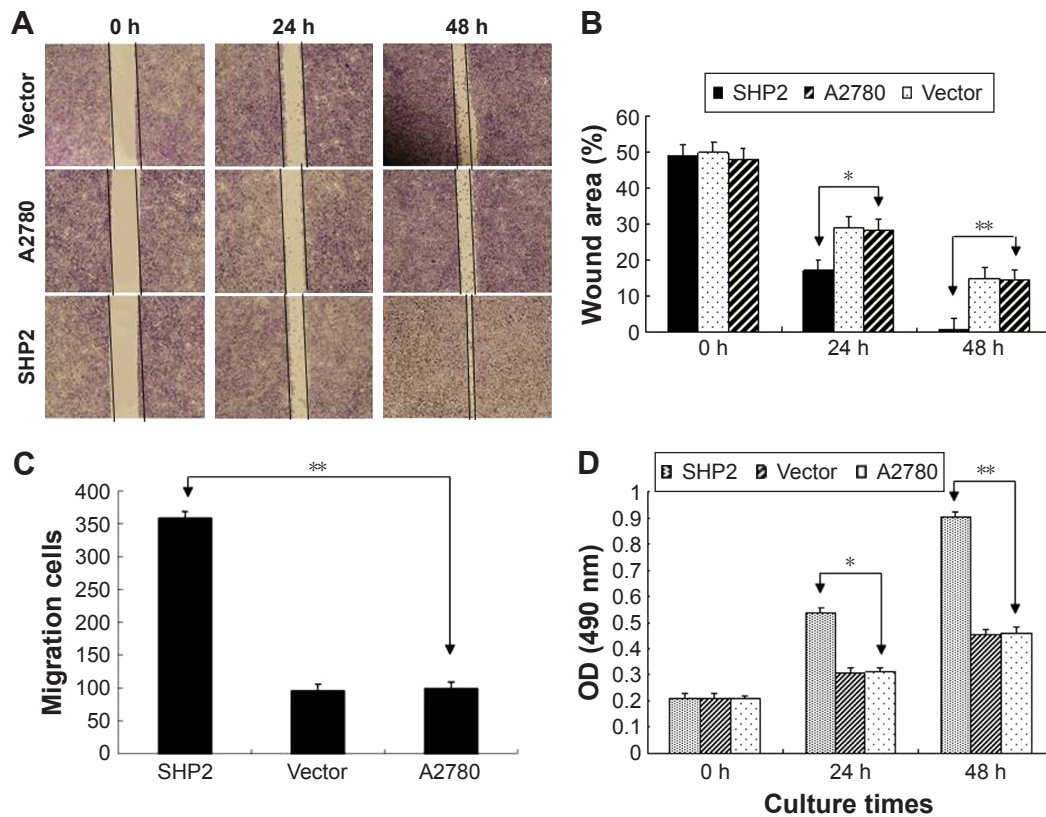 A
0 h 24 h 48 h
Vector
A2780
SHP2
B
SHP2 A2780 Vector
Wound area (%)
60
50
40
30
20
10
0
*
**
0 h 24 h 48 h
C
Migration cells
400
350
300
250
200
150
100
50
0
**
SHP2 Vector A2780
D
SHP2 Vector A2780
OD (490 nm)
1
0.9
0.8
0.7
0.6
0.5
0.4
0.3
0.2
0.1
0
*
**
0 h 24 h 48 h
Culture times